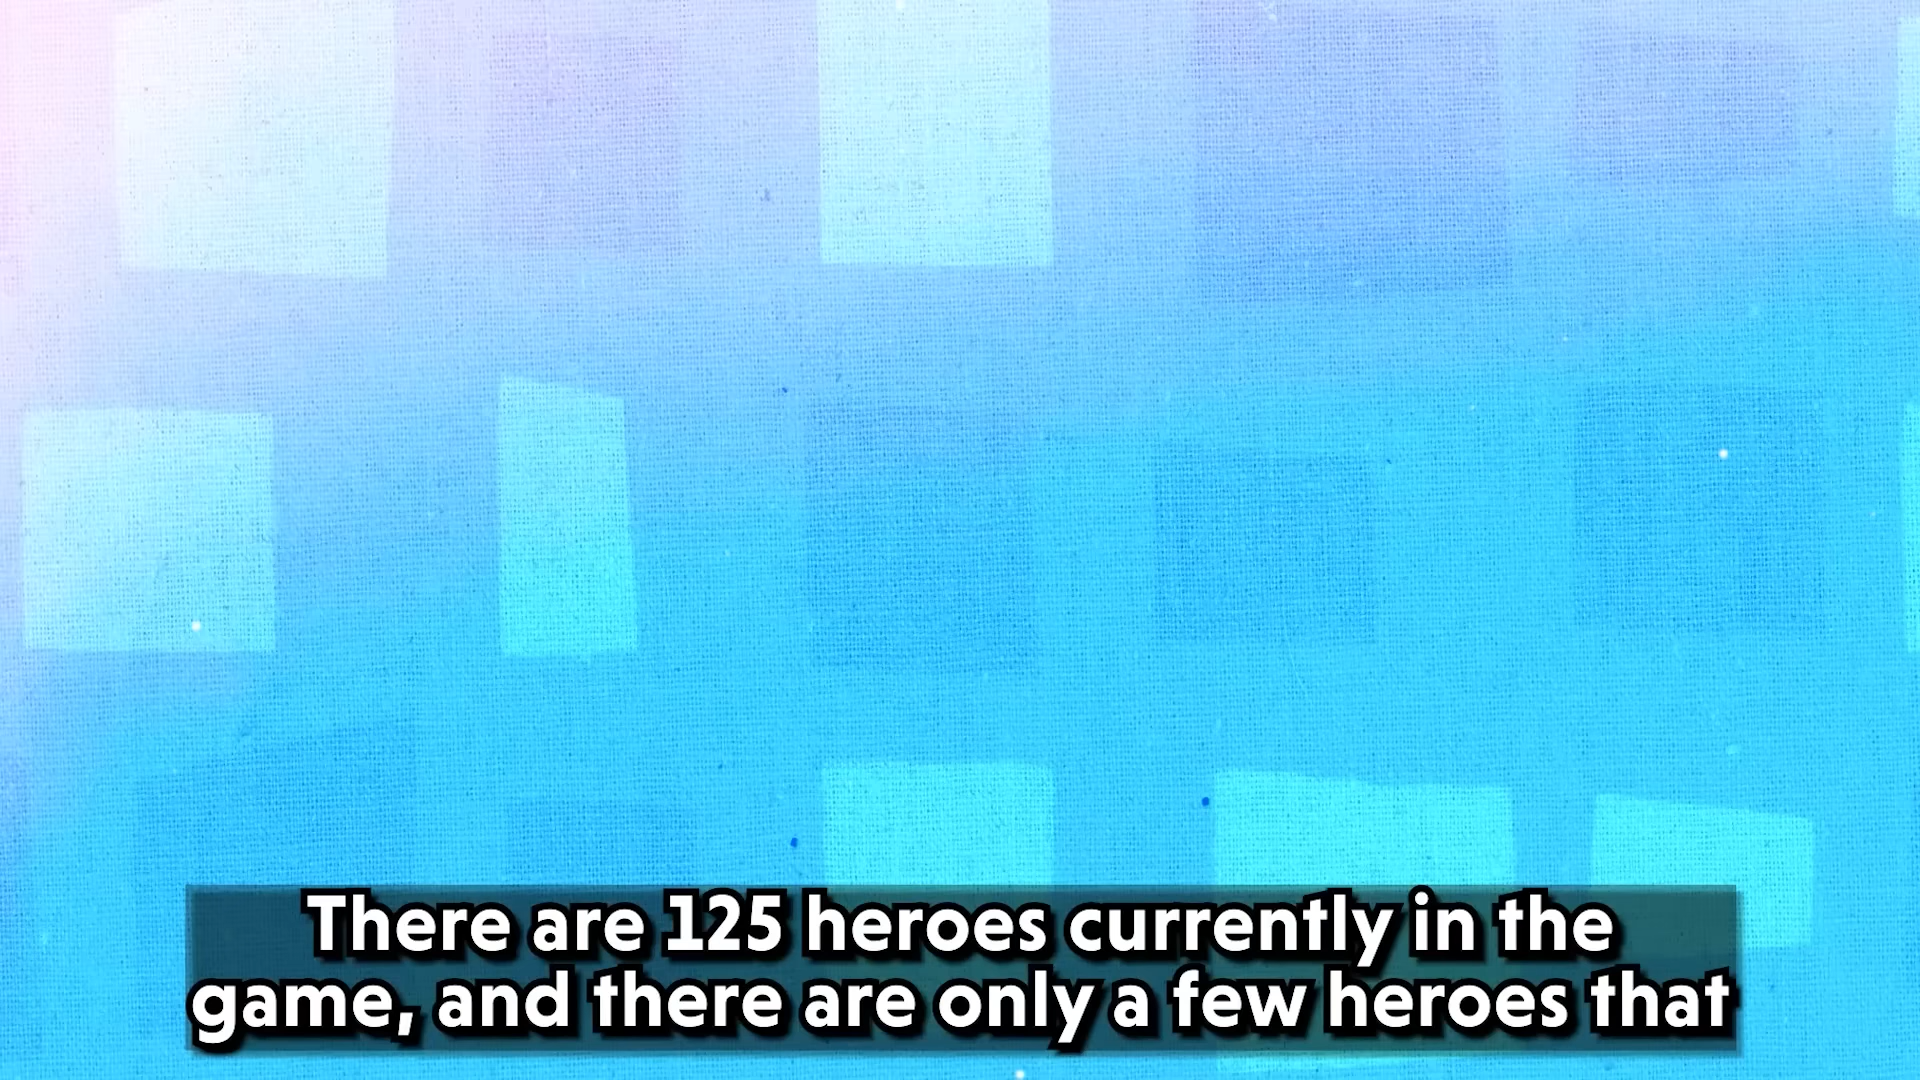 There are 125 heroes currently in the
game, and there are only a few heroes that